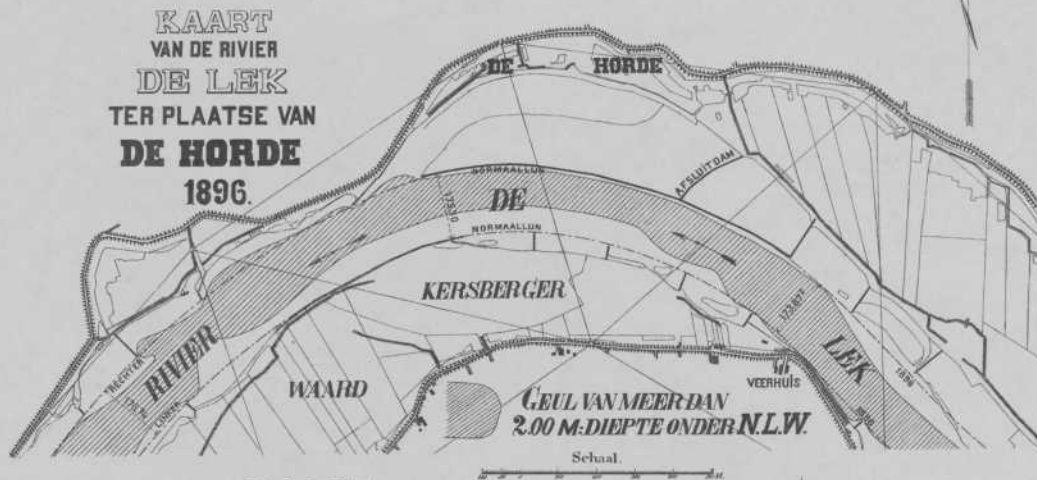 KAART
VAN DE RIVIER
DE LEK
TER PLAATSE VAN
DE HORDE
1896.
DE HORDE
NORMAALLIJN
AFSLUITDAM
DE
NORMAALLIJN
KERSBERGER
RIVIER
WAARD
LEK
VEERHUIS
GEUL VAN MEER DAN
2.00 M: DIEPTE ONDER N.L.W.
Schaal.